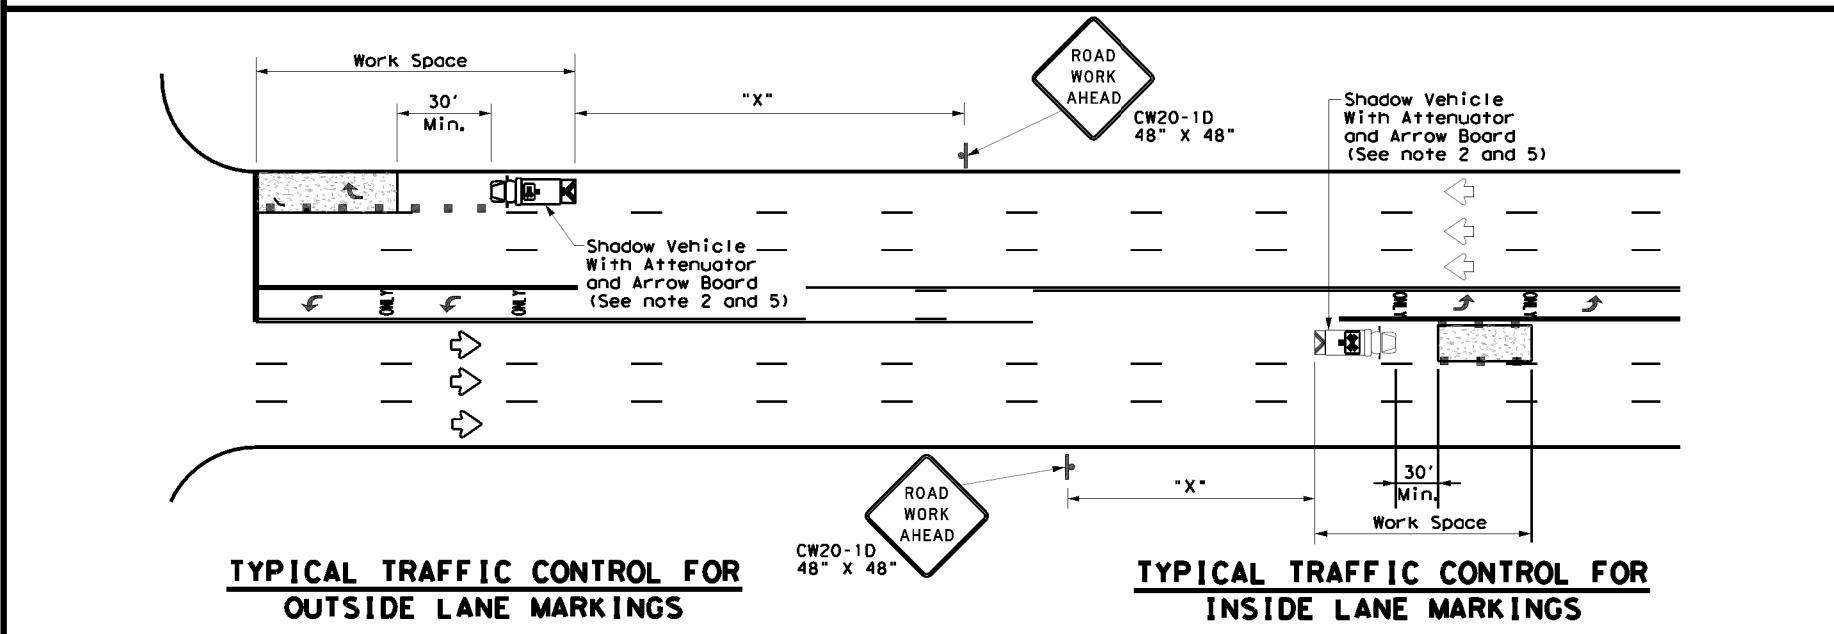 Work Space
30'
Min.
"X"
ROAD
WORK
AHEAD
CW20-1D
48" X 48"
Shadow Vehicle
With Attenuator
and Arrow Board
(See note 2 and 5)
Shadow Vehicle
With Attenuator
and Arrow Board
(See note 2 and 5)
ONLY
ONLY
ONLY
ONLY
ROAD
WORK
AHEAD
CW20-1D
48" X 48"
"X"
30'
Min.
Work Space
TYPICAL TRAFFIC CONTROL FOR
OUTSIDE LANE MARKINGS
TYPICAL TRAFFIC CONTROL FOR
INSIDE LANE MARKINGS